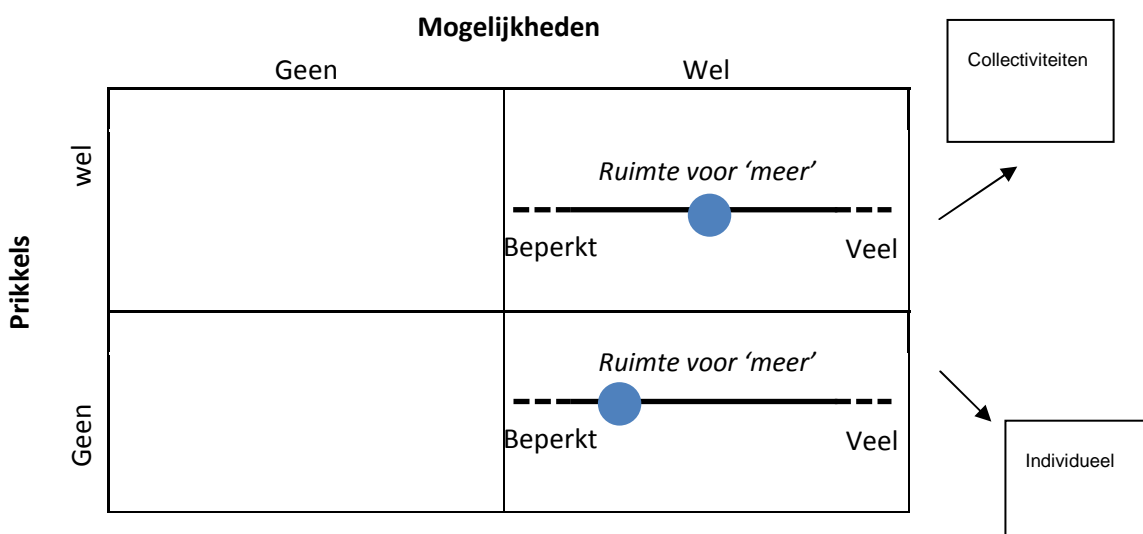 Mogelijkheden
Collectiviteiten
Geen
Wel
Prikkels
wel
Ruimte voor ‘meer’
Beperkt
Veel
Geen
Ruimte voor ‘meer’
Beperkt
Veel
Individueel